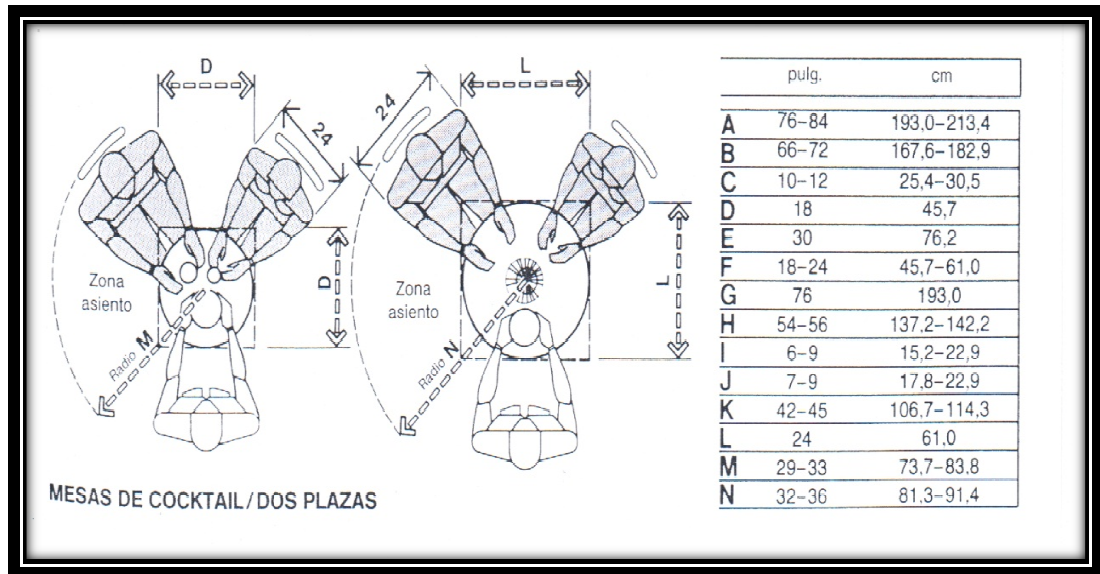 D
24
Zona
asiento
D
Radio M
L
24
Zona
asiento
L
Radio N
MESAS DE COCKTAIL/DOS PLAZAS
pulg. cm
A 76-84 193,0-213,4
B 66-72 167,6-182,9
C 10-12 25,4-30,5
D 18 45,7
E 30 76,2
F 18-24 45,7-61,0
G 76 193,0
H 54-56 137,2-142,2
I 6-9 15,2-22,9
J 7-9 17,8-22,9
K 42-45 106,7-114,3
L 24 61,0
M 29-33 73,7-83,8
N 32-36 81,3-91,4